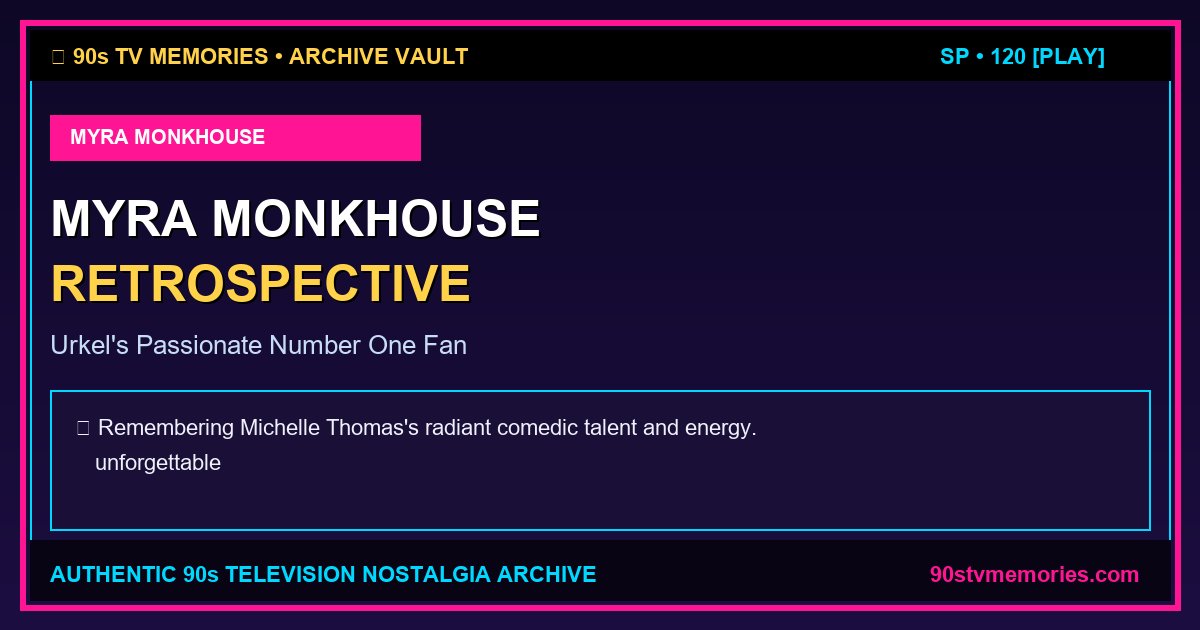 90s TV MEMORIES • ARCHIVE VAULT
SP • 120 [PLAY]
MYRA MONKHOUSE
MYRA MONKHOUSE
RETROSPECTIVE
Urkel's Passionate Number One Fan
Remembering Michelle Thomas's radiant comedic talent and energy.
unforgettable
AUTHENTIC 90s TELEVISION NOSTALGIA ARCHIVE
90stvmemories.com